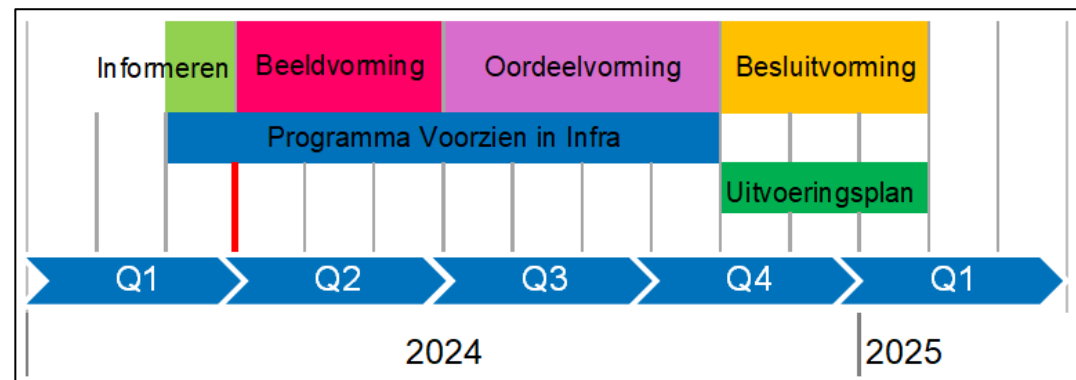 Informeren Beeldvorming Oordeelvorming Besluitvorming
Programma Voorzien in Infra
Uitvoeringsplan
Q1 Q2 Q3 Q4 Q1
2024 2025